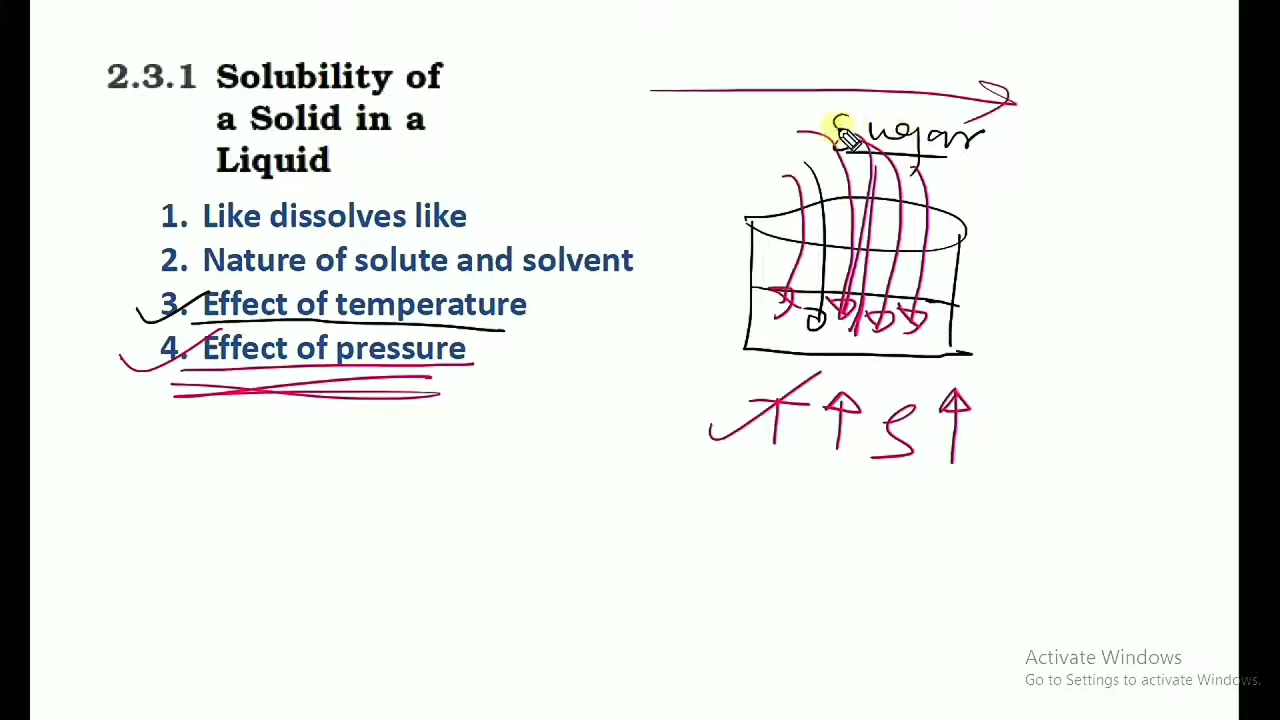 2.3.1 Solubility of
a Solid in a
Liquid
1. Like dissolves like
2. Nature of solute and solvent
3. Effect of temperature
4. Effect of pressure
Sugar
T ↑ S ↑
Activate Windows
Go to Settings to activate Windows.